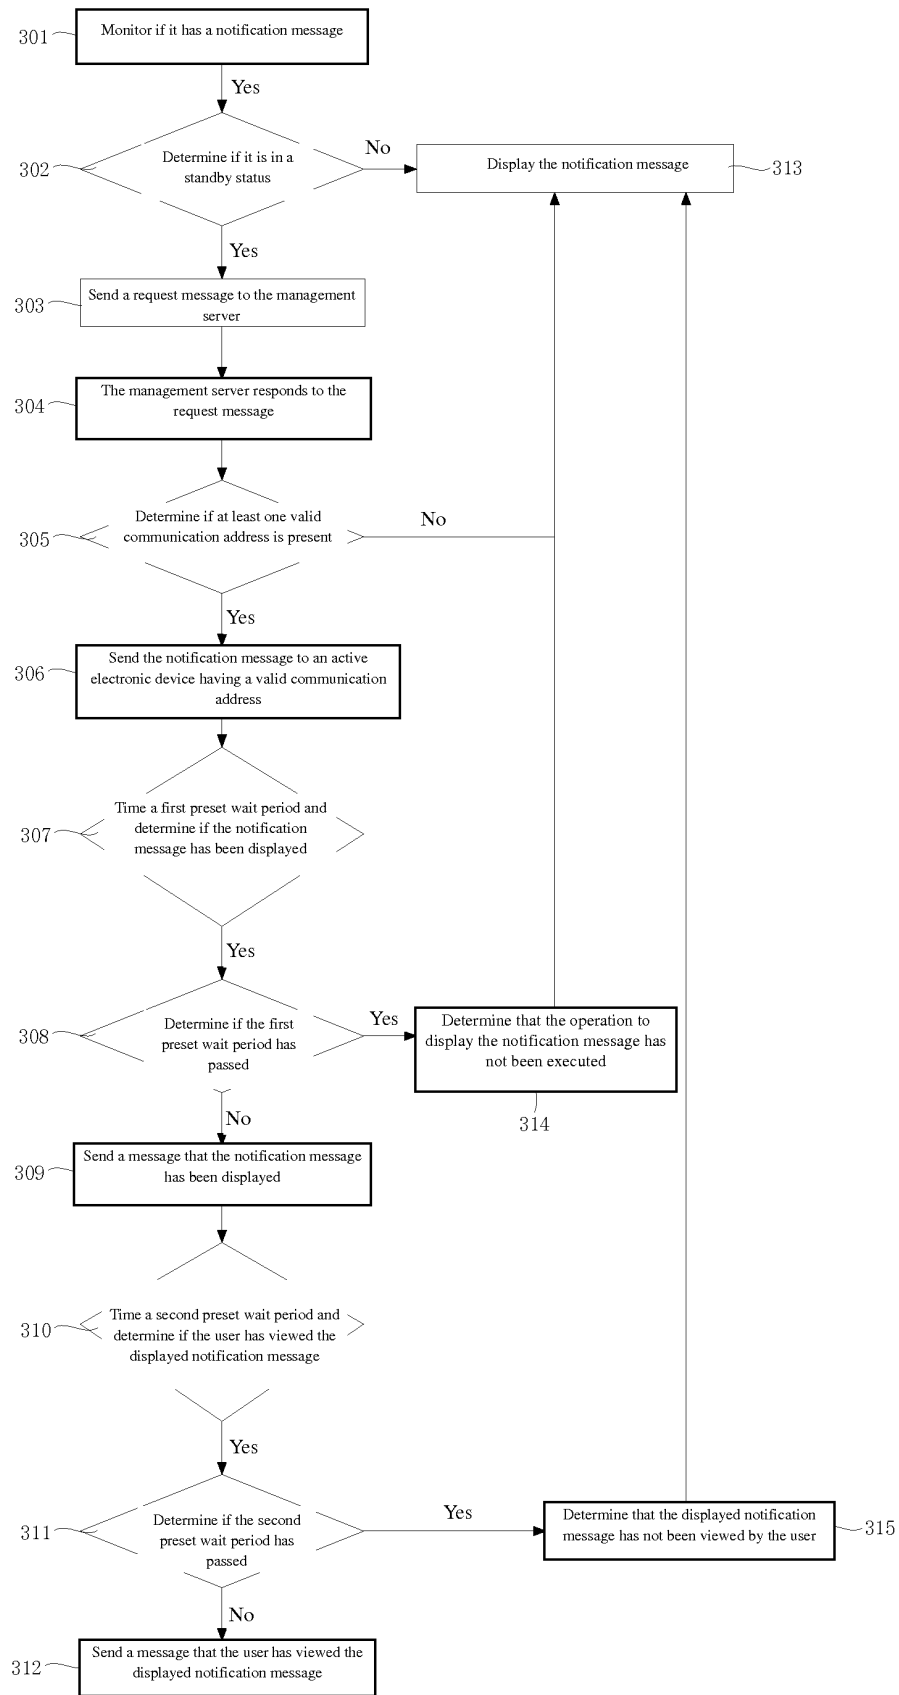 301
Monitor if it has a notification message
Yes
302
Determine if it is in a
standby status
No
Display the notification message
313
Yes
303
Send a request message to the management
server
304
The management server responds to the
request message
305
Determine if at least one valid
communication address is present
No
Yes
306
Send the notification message to an active
electronic device having a valid communication
address
307
Time a first preset wait period and
determine if the notification
message has been displayed
Yes
308
Determine if the first
preset wait period has
passed
Yes
Determine that the operation to
display the notification message has
not been executed
314
No
309
Send a message that the notification message
has been displayed
310
Time a second preset wait period and
determine if the user has viewed the
displayed notification message
Yes
311
Determine if the second
preset wait period has
passed
Yes
Determine that the displayed notification
message has not been viewed by the user
315
No
312
Send a message that the user has viewed the
displayed notification message